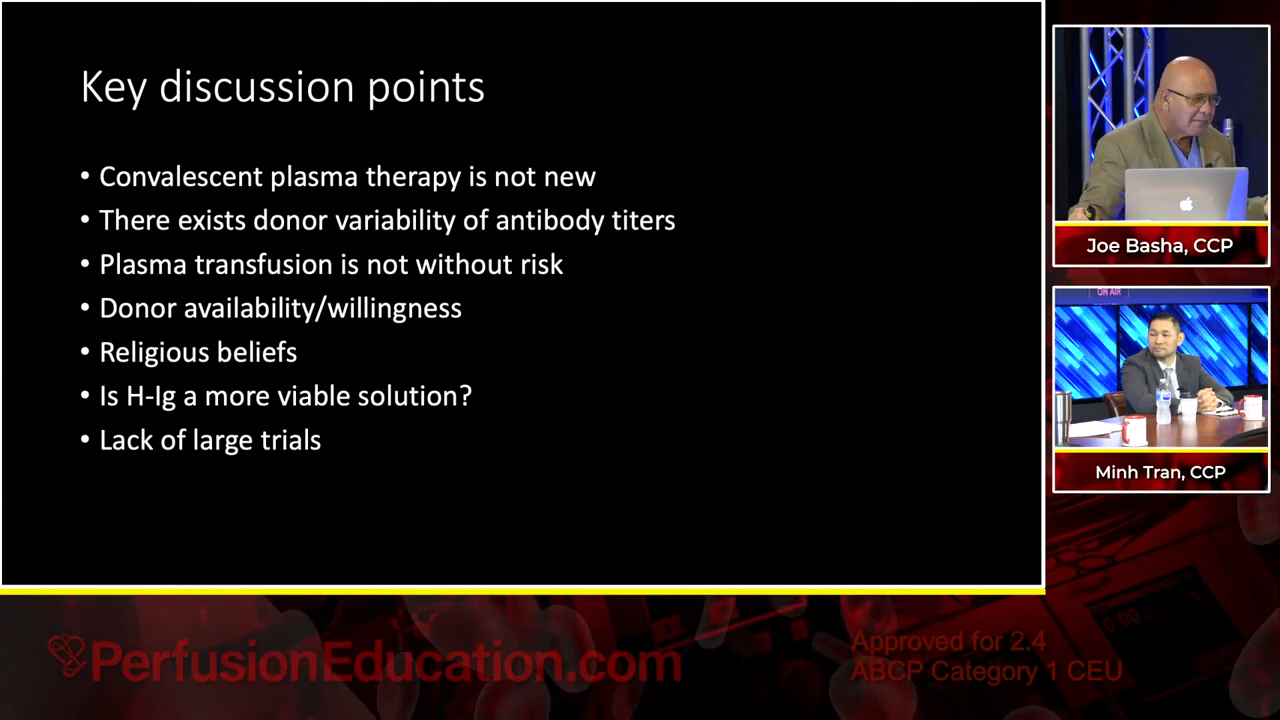 Key discussion points
• Convalescent plasma therapy is not new
• There exists donor variability of antibody titers
• Plasma transfusion is not without risk
• Donor availability/willingness
• Religious beliefs
• Is H-Ig a more viable solution?
• Lack of large trials
Joe Basha, CCP
ON AIR
Minh Tran, CCP
PerfusionEducation.com
Approved for 2.4
ABCP Category 1 CEU
0:00